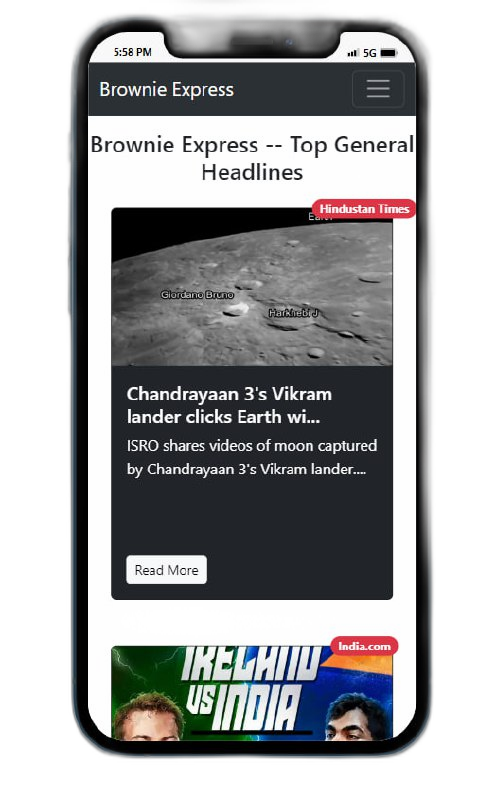 5:58 PM
5G
Brownie Express
Brownie Express -- Top General
Headlines
Hindustan Times
Earth
Giordano Bruno
Harkhebi J
Chandrayaan 3's Vikram
lander clicks Earth wi...
ISRO shares videos of moon captured
by Chandrayaan 3's Vikram lander....
Read More
India.com
IRELAND
VS INDIA